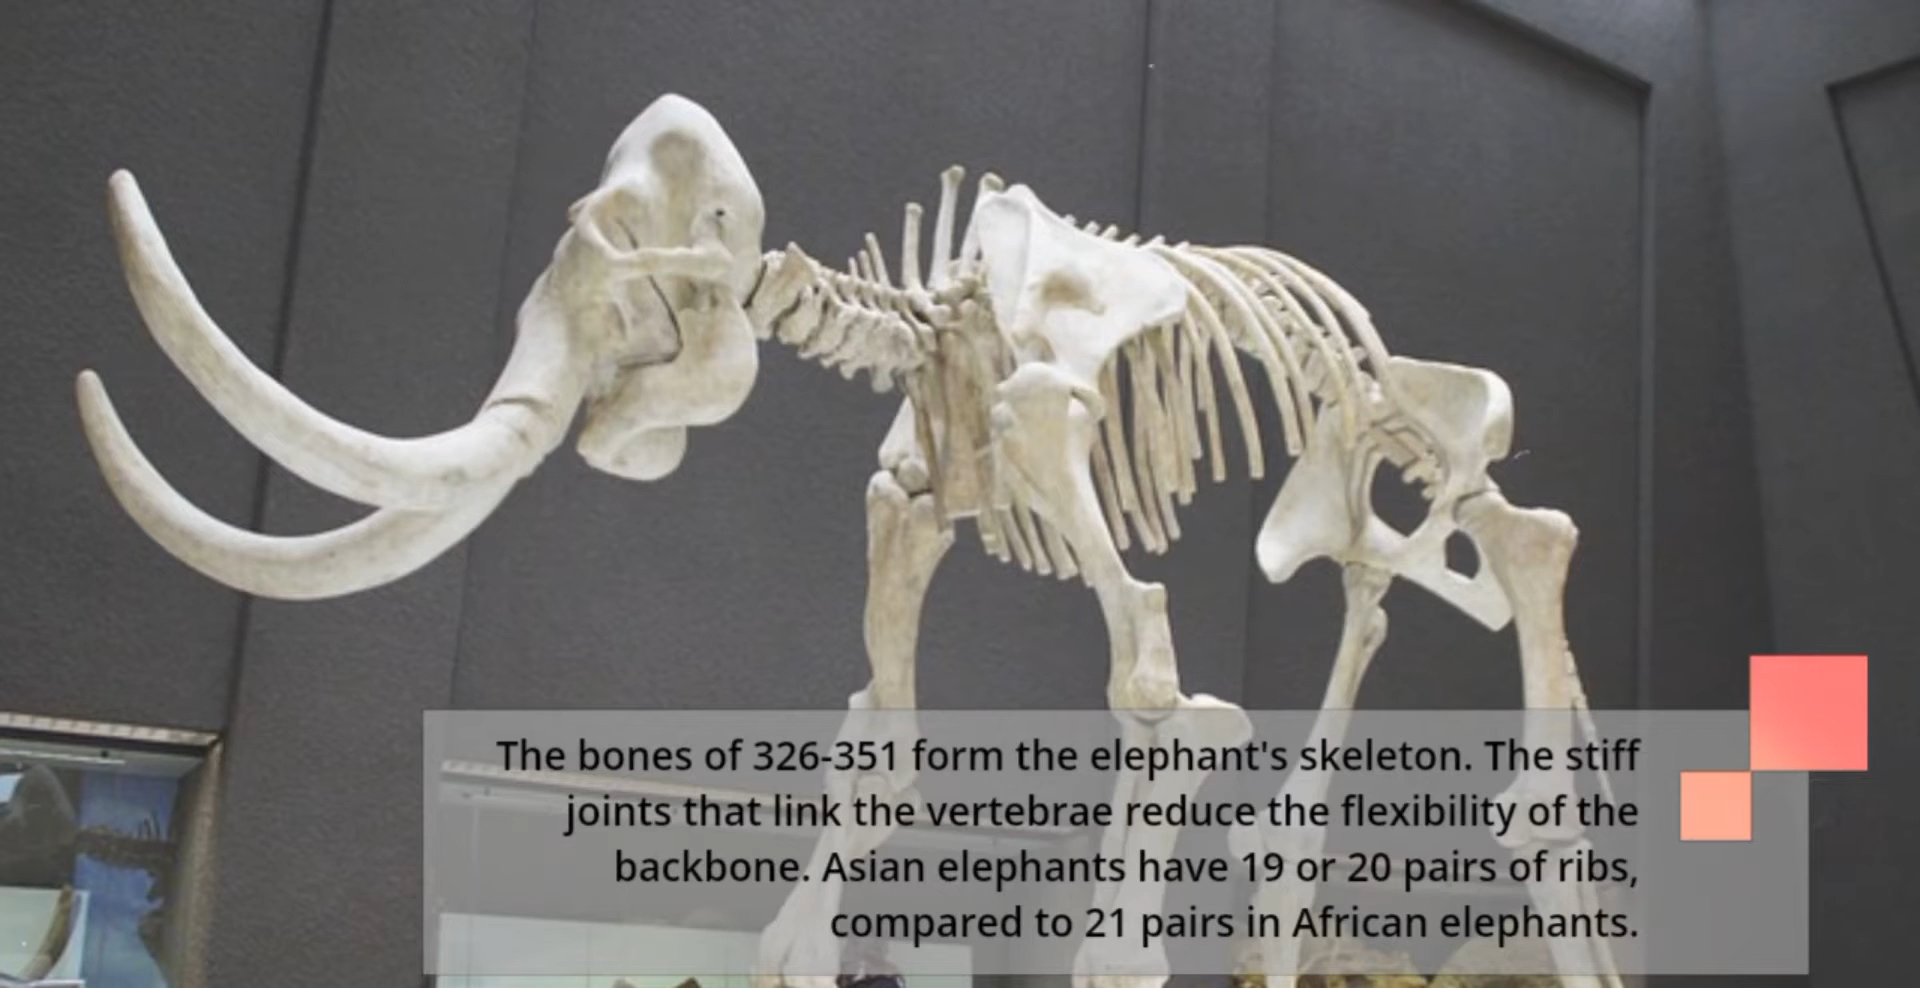 The bones of 326-351 form the elephant's skeleton. The stiff
joints that link the vertebrae reduce the flexibility of the
backbone. Asian elephants have 19 or 20 pairs of ribs,
compared to 21 pairs in African elephants.